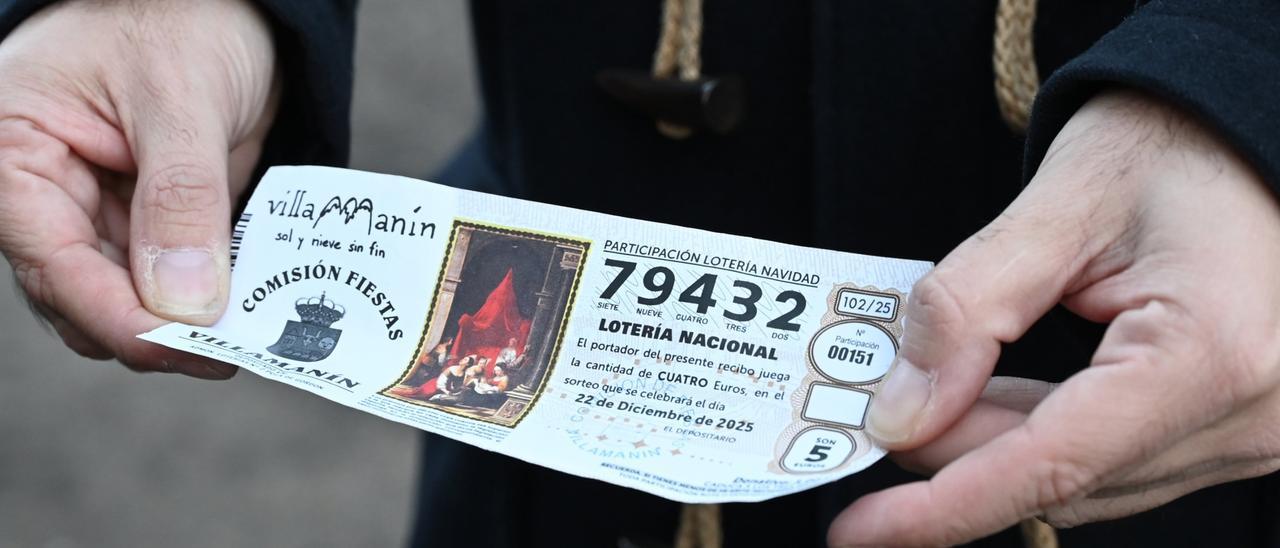 villaMaNín
sol y nieve sin fin
COMISIÓN FIESTAS
VILLAMANÍN
PARTICIPACIÓN LOTERÍA NAVIDAD
79432
SIETE NUEVE CUATRO TRES DOS
LOTERÍA NACIONAL
El portador del presente recibo juega
la cantidad de CUATRO Euros, en el
sorteo que se celebrará el día
22 de Diciembre de 2025
EL DEPOSITARIO
VILLAMANIN
102/25
Nº
Participación
00151
SON
5
EUROS